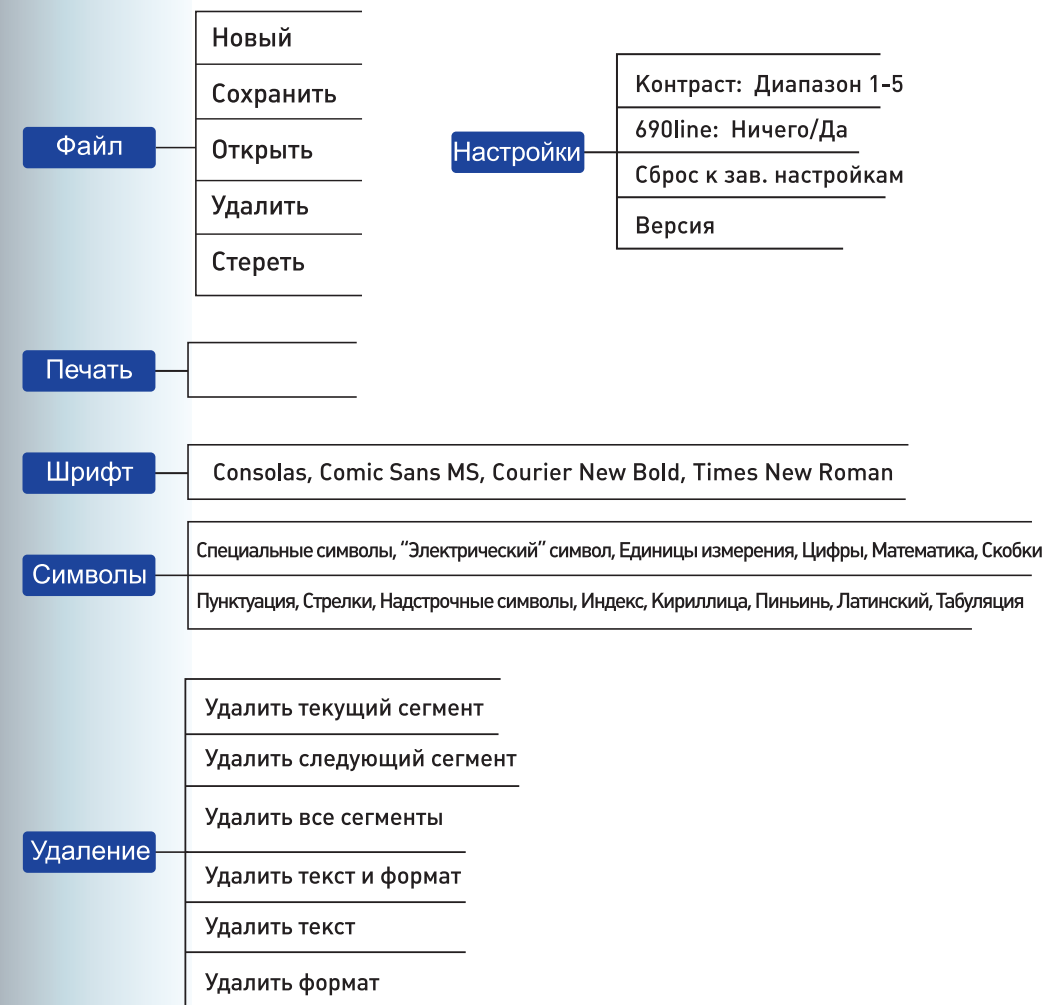 Файл
Новый
Сохранить
Открыть
Удалить
Стереть
Настройки
Контраст: Диапазон 1-5
690line: Ничего/Да
Сброс к зав. настройкам
Версия
Печать
Шрифт
Consolas, Comic Sans MS, Courier New Bold, Times New Roman
Символы
Специальные символы, “Электрический” символ, Единицы измерения, Цифры, Математика, Скобки
Пунктуация, Стрелки, Надстрочные символы, Индекс, Кириллица, Пиньинь, Латинский, Табуляция
Удаление
Удалить текущий сегмент
Удалить следующий сегмент
Удалить все сегменты
Удалить текст и формат
Удалить текст
Удалить формат